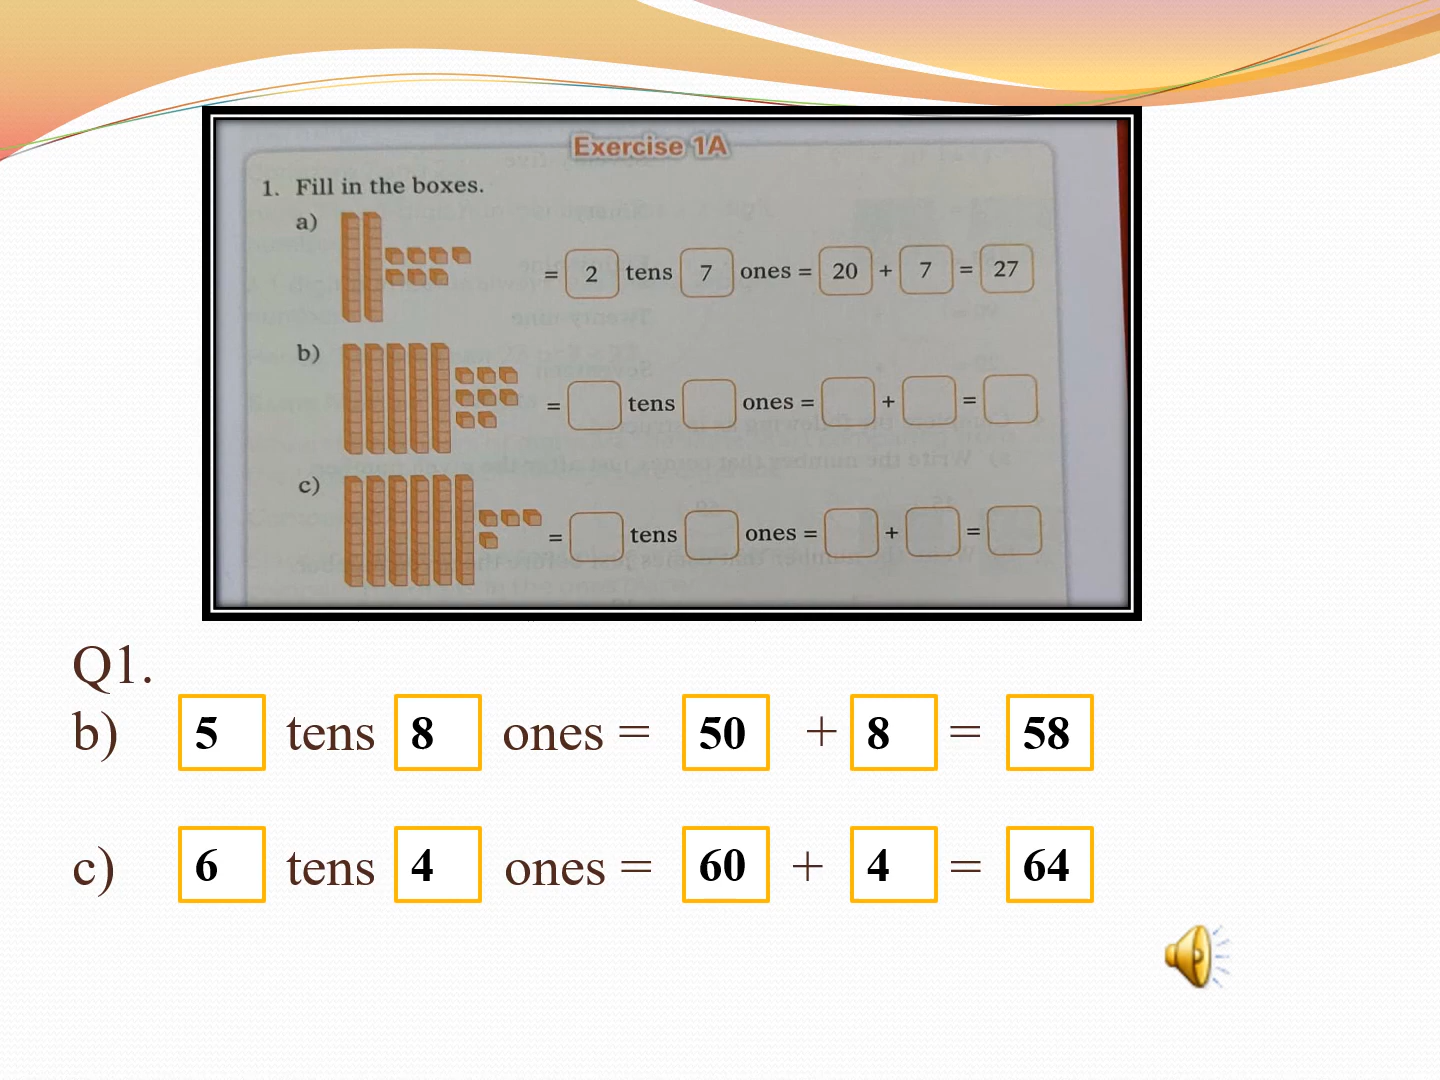 Exercise 1A
1. Fill in the boxes.
a)
= 2 tens 7 ones = 20 + 7 = 27
b)
= tens ones = + =
c)
= tens ones = + =
Q1.
b) 5 tens 8 ones = 50 + 8 = 58
c) 6 tens 4 ones = 60 + 4 = 64